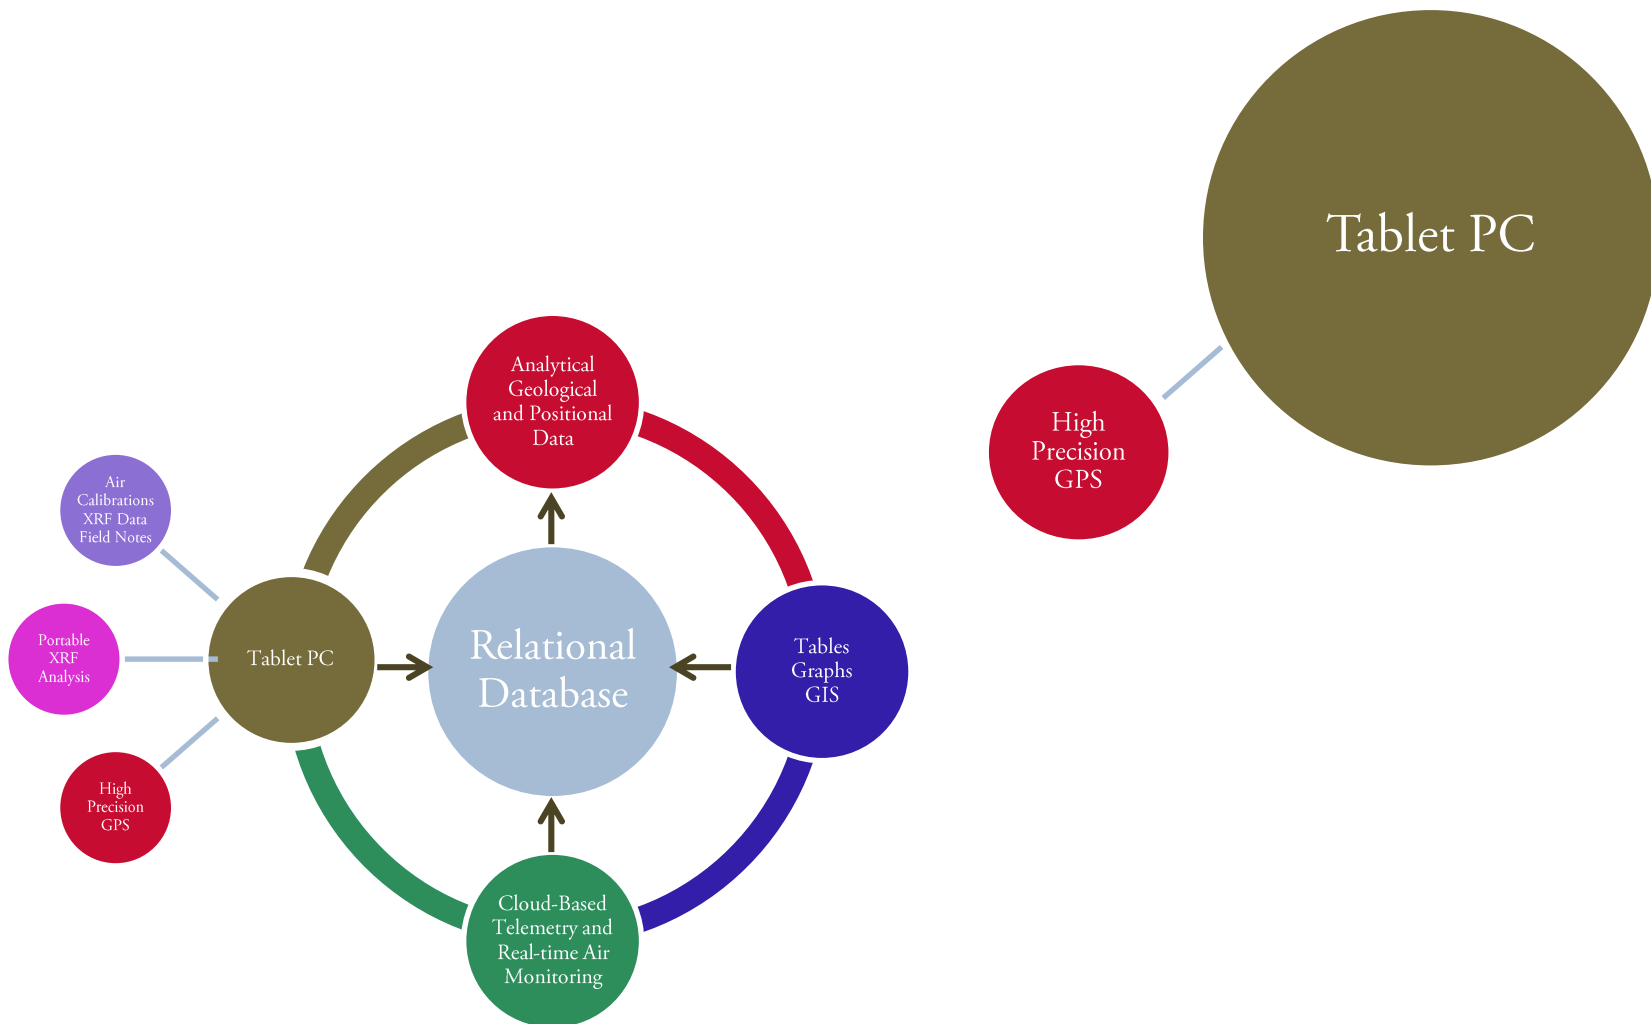 Tablet PC
High
Precision
GPS
Analytical
Geological
and Positional
Data
Air
Calibrations
XRF Data
Field Notes
Portable
XRF
Analysis
High
Precision
GPS
Tablet PC
Relational
Database
Tables
Graphs
GIS
Cloud-Based
Telemetry and
Real-time Air
Monitoring